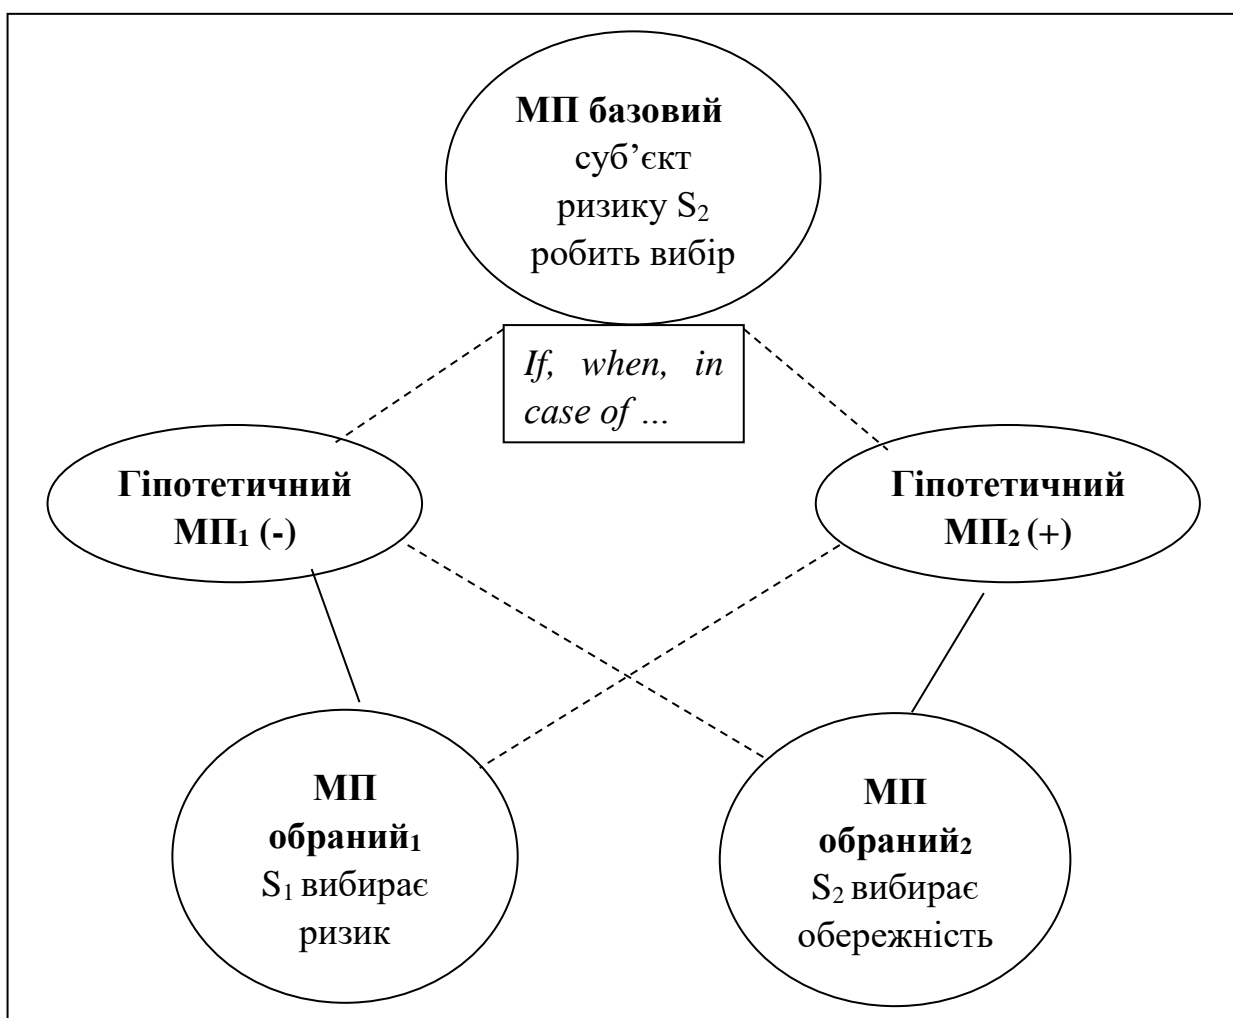 МП базовий
суб’єкт
ризику S₂
робить вибір
If, when, in
case of ...
Гіпотетичний
МП₁ (-)
Гіпотетичний
МП₂ (+)
МП
обраний₁
S₁ вибирає
ризик
МП
обраний₂
S₂ вибирає
обережність